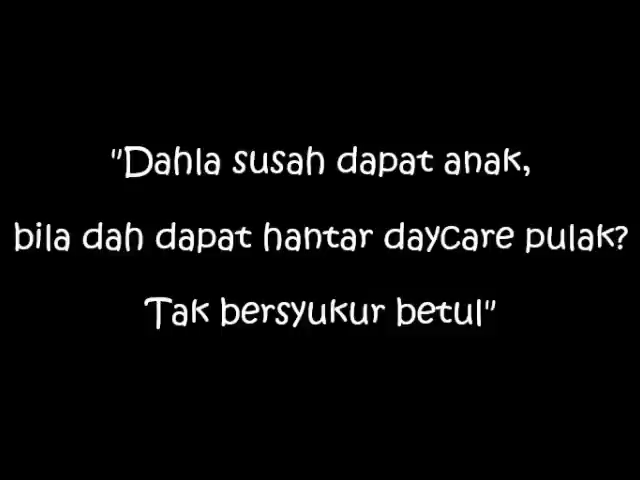 "Dahla susah dapat anak,
bila dah dapat hantar daycare pulak?
Tak bersyukur betul"